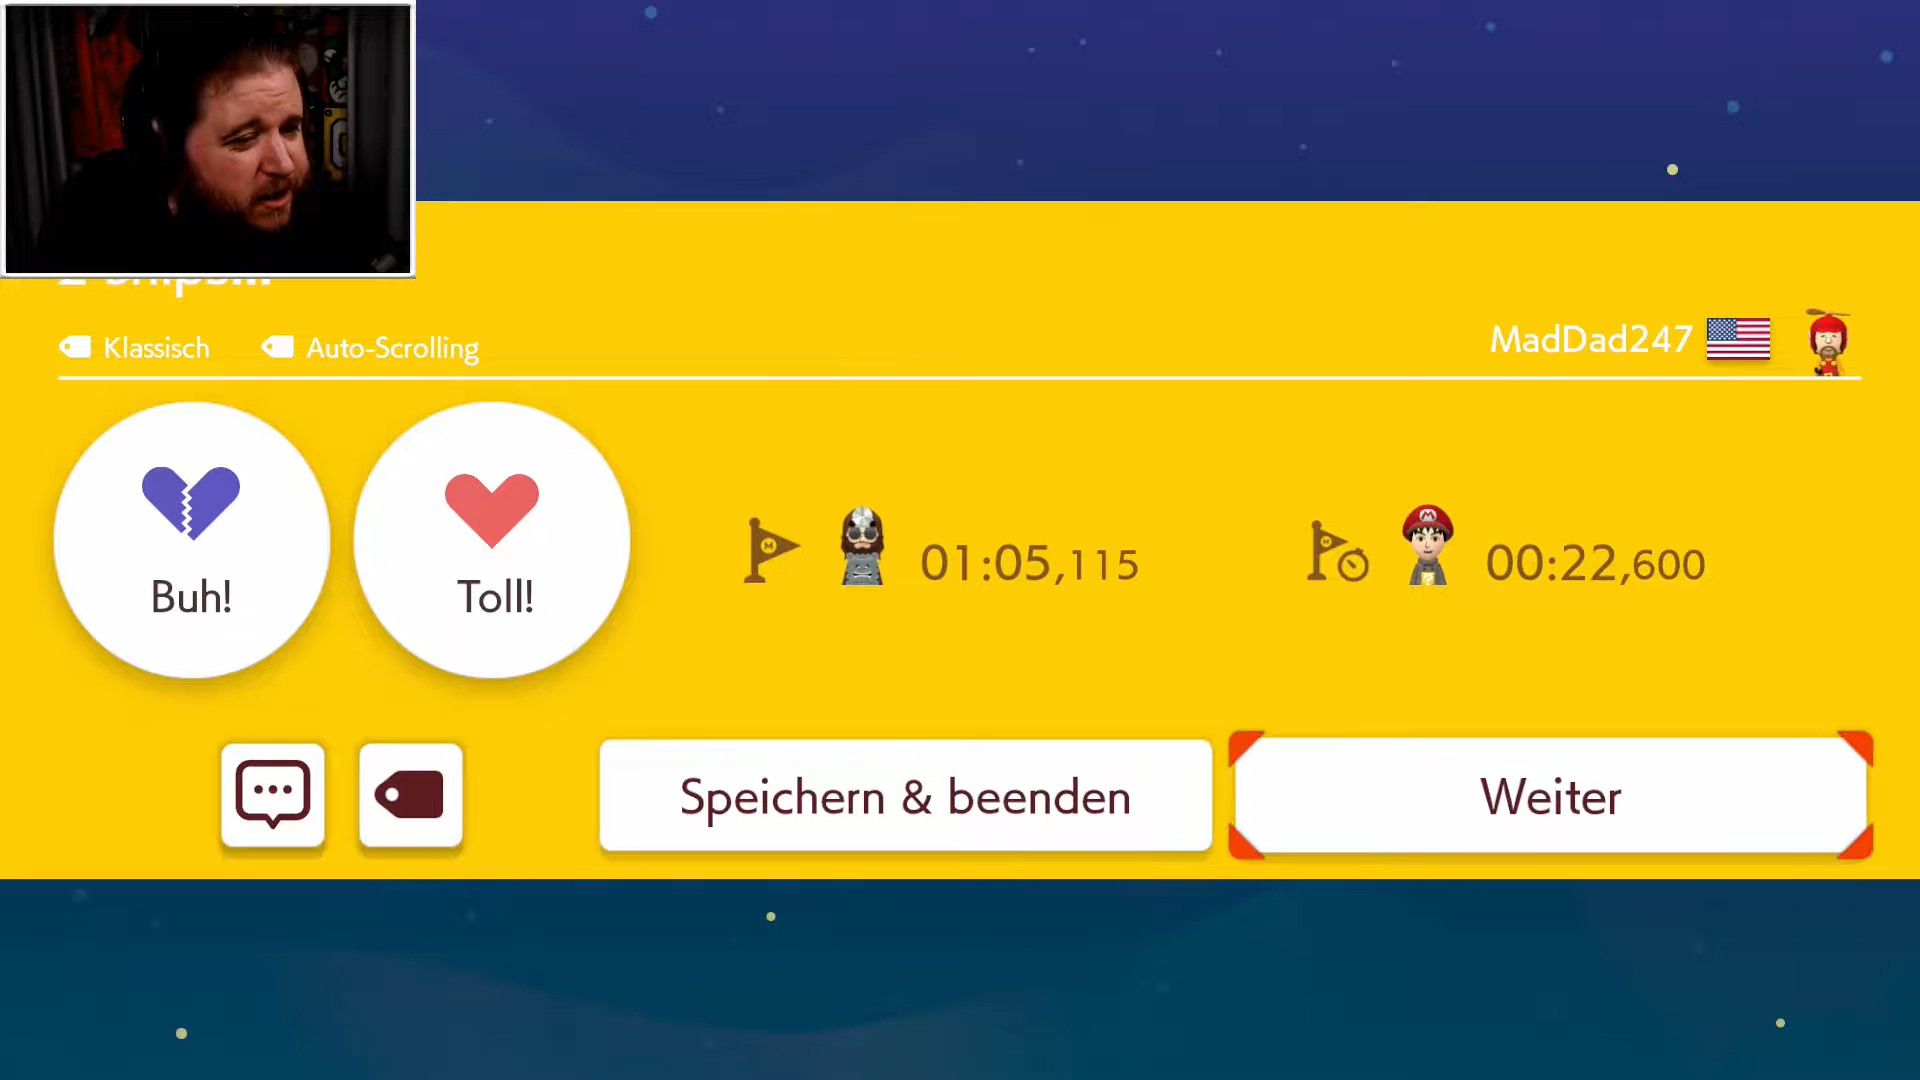 Klassisch Auto-Scrolling
MadDad247
Buh!
Toll!
01:05,115
00:22,600
Speichern & beenden
Weiter